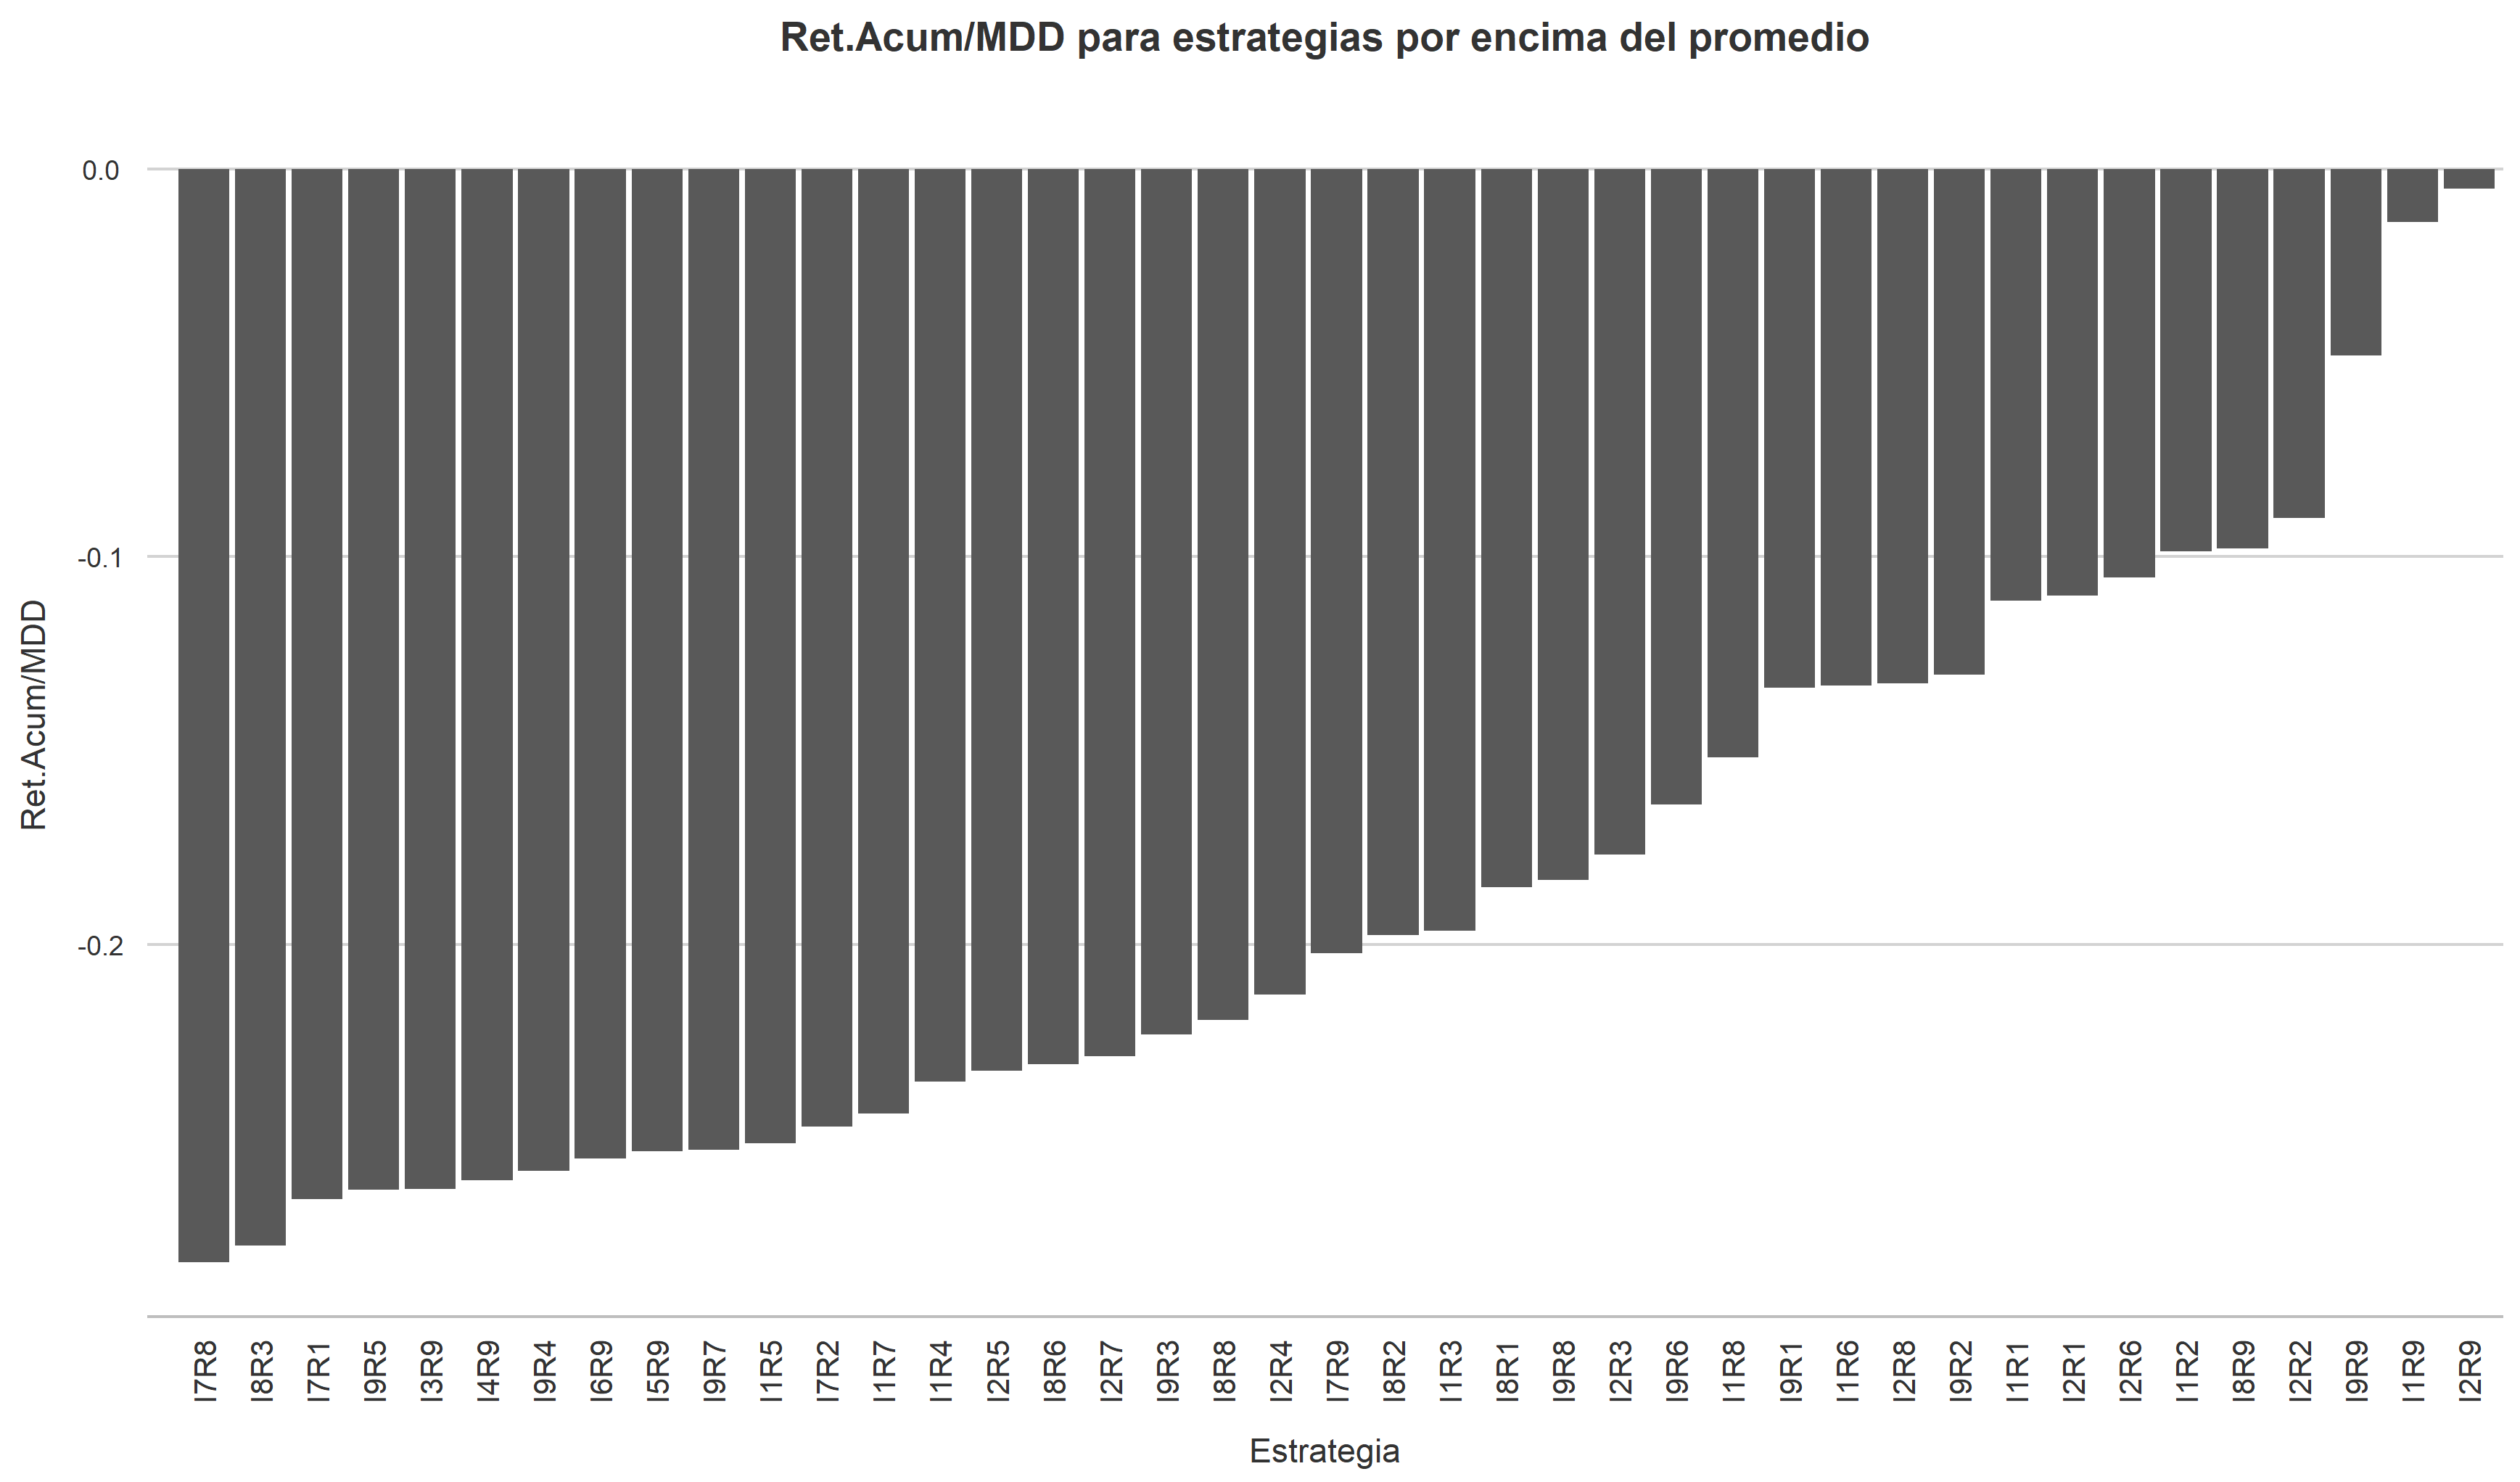 Ret.Acum/MDD para estrategias por encima del promedio
0.0
-0.1
-0.2
Ret.Acum/MDD
I7R8
I8R3
I7R1
I9R5
I3R9
I4R9
I9R4
I6R9
I5R9
I9R7
I1R5
I7R2
I1R7
I1R4
I2R5
I8R6
I2R7
I9R3
I8R8
I2R4
I7R9
I8R2
I1R3
I8R1
I9R8
I2R3
I9R6
I1R8
I9R1
I1R6
I2R8
I9R2
I1R1
I2R1
I2R6
I1R2
I8R9
I2R2
I9R9
I1R9
I2R9
Estrategia